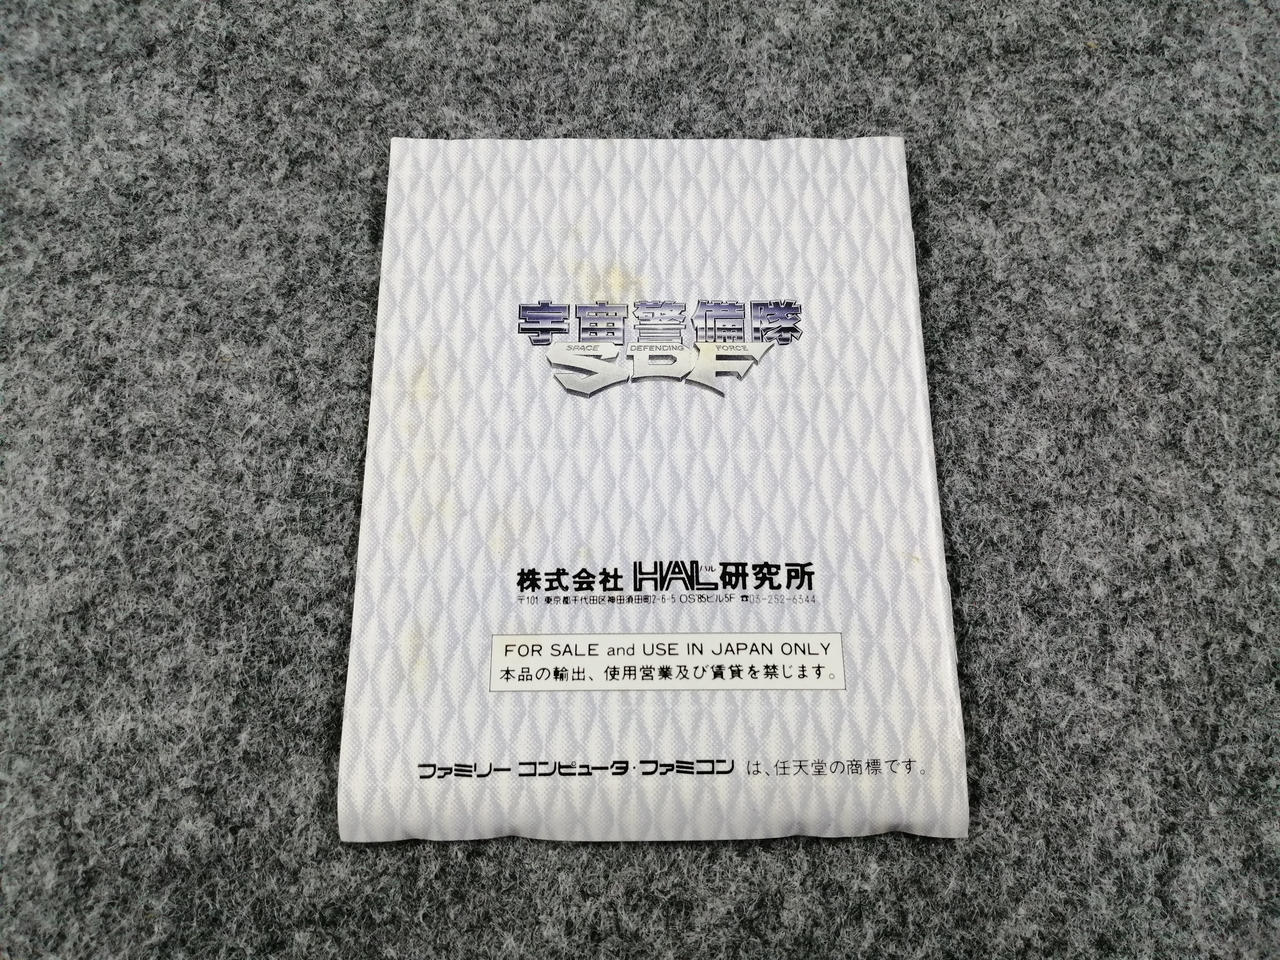 宇宙警備隊
SPACE DEFENDING FORCE
SDF
株式会社 HAL研究所
ハル
〒101 東京都千代田区神田須田町2-6-5 OS'85ビル5F ☎03-252-6344
FOR SALE and USE IN JAPAN ONLY
本品の輸出、使用営業及び賃貸を禁じます。
ファミリー コンピュータ・ファミコン は、任天堂の商標です。